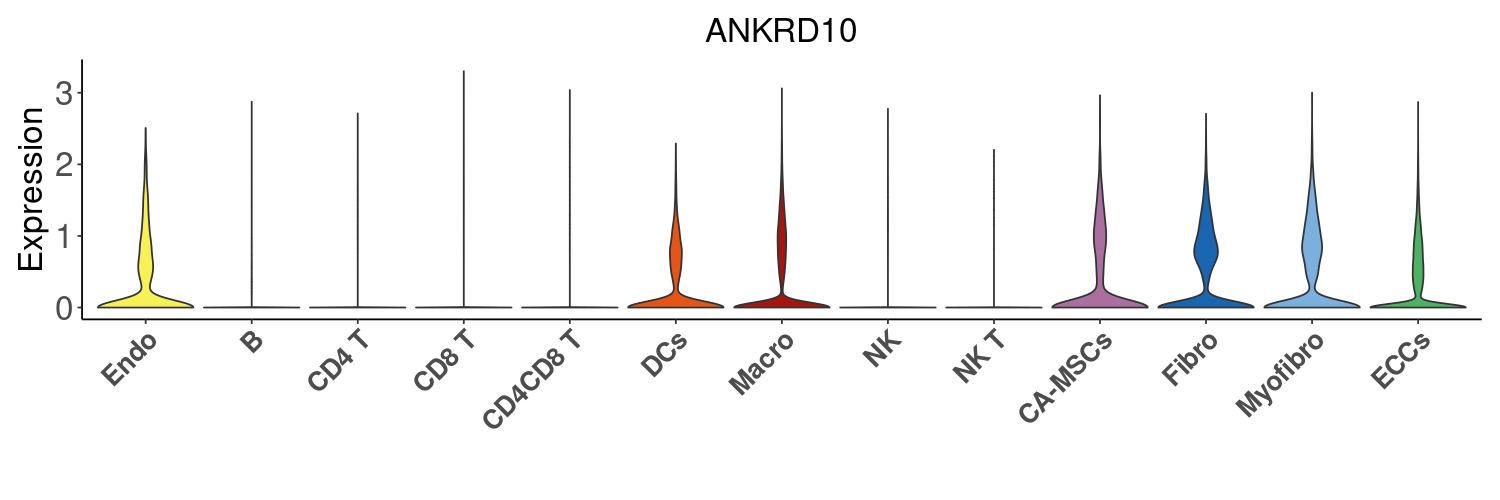 ANKRD10
Expression
3
2
1
0
Endo
B
CD4 T
CD8 T
CD4CD8 T
DCs
Macro
NK
NK T
CA-MSCs
Fibro
Myofibro
ECCs